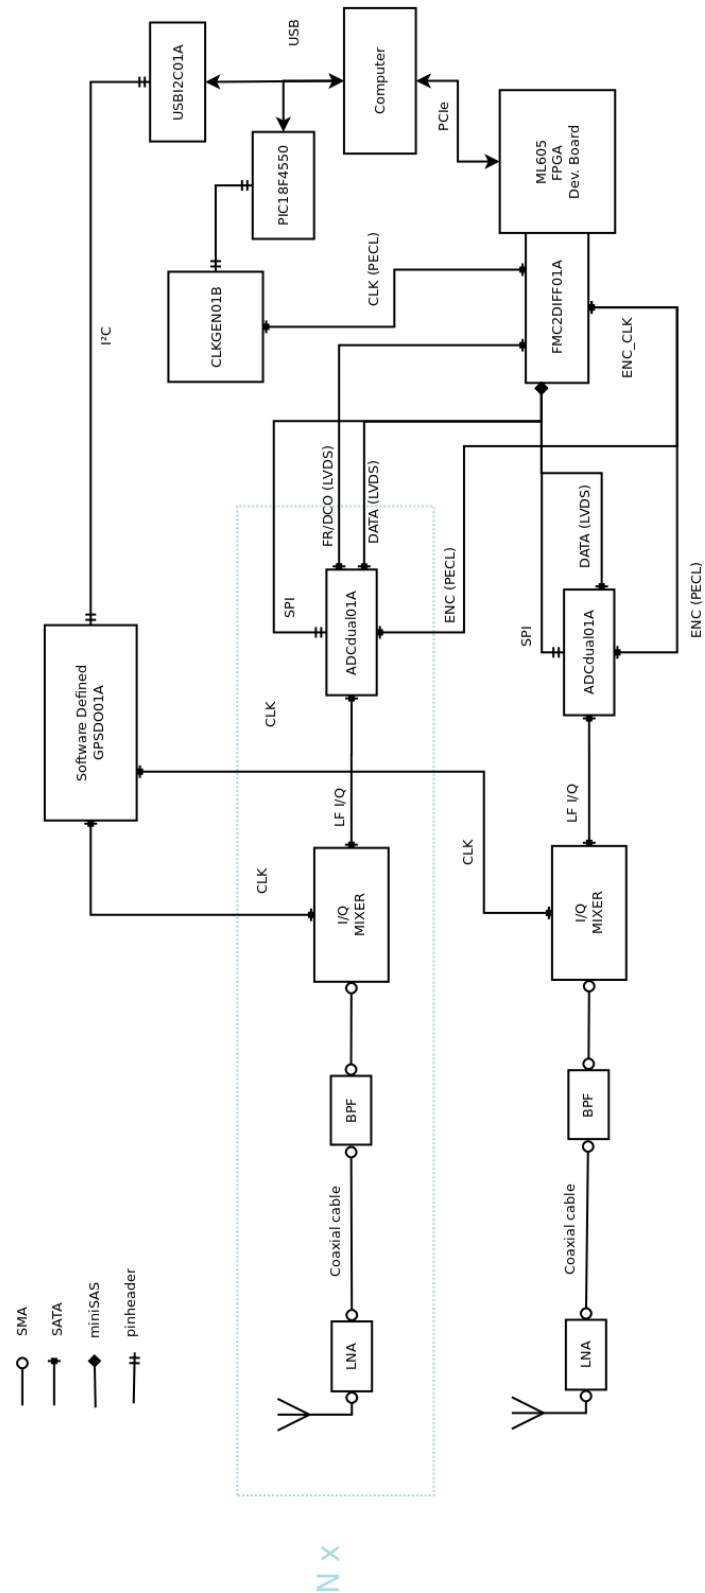 USB
USBI2C01A
Computer
PCIe
ML605
FPGA
Dev. Board
PIC18F4550
CLK (PECL)
CLKGEN01B
FMC2DIFF01A
I²C
ENC_CLK
FR/DCO (LVDS)
DATA (LVDS)
DATA (LVDS)
SPI
ENC (PECL)
SPI
ENC (PECL)
ADCdual01A
ADCdual01A
Software Defined
GPSDO01A
CLK
LF I/Q
LF I/Q
CLK
CLK
I/Q
MIXER
I/Q
MIXER
BPF
BPF
Coaxial cable
Coaxial cable
SMA
SATA
miniSAS
pinheader
LNA
LNA
N x